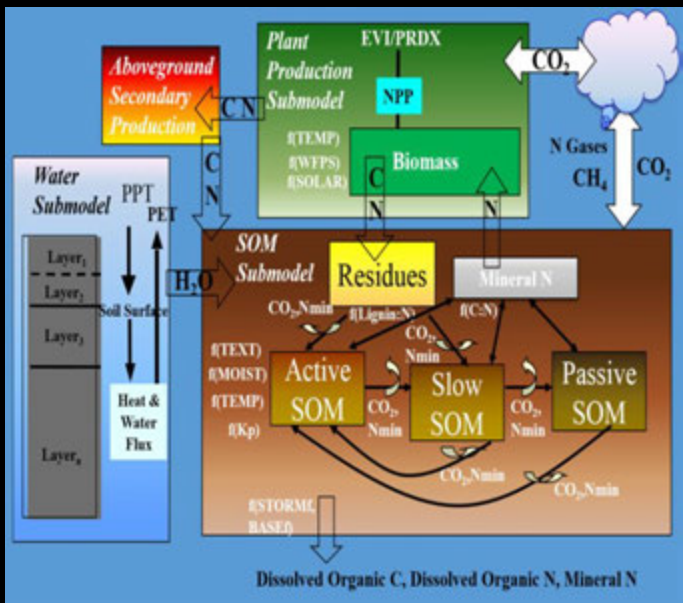 Plant
Production
Submodel
EVI/PRDX
NPP
f(TEMP)
f(WFPS)
f(SOLAR)
Biomass
CO₂
N Gases
CH₄
CO₂
Aboveground
Secondary
Production
C N
C
N
C
N
N
Water
Submodel
PPT
PET
Layer₁
Layer₂
Soil Surface
Layer₃
Heat &
Water
Flux
Layerₙ
H₂O
SOM
Submodel
Residues
Mineral N
CO₂,Nmin
f(Lignin:N)
CO₂,
Nmin
f(C:N)
f(TEXT)
f(MOIST)
f(TEMP)
f(Kp)
Active
SOM
CO₂,
Nmin
Slow
SOM
CO₂,
Nmin
Passive
SOM
CO₂,Nmin
CO₂,Nmin
f(STORMf,
BASEf)
Dissolved Organic C, Dissolved Organic N, Mineral N